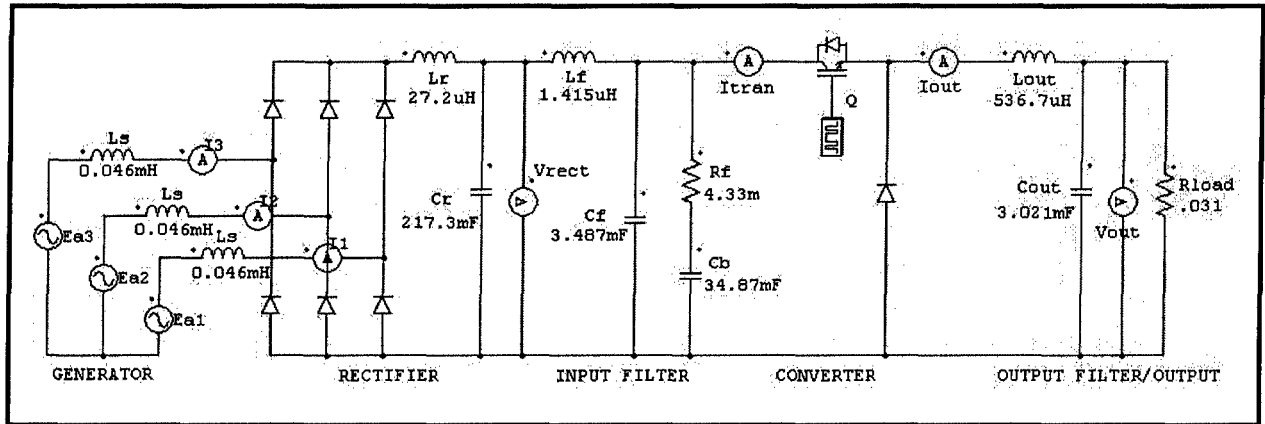 Lr
27.2uH
Lf
1.415uH
A
Itran
Q
A
Iout
Lout
536.7uH
Ls
0.046mH
A
I3
Ls
0.046mH
A
I2
Ls
0.046mH
A
I1
Ea3
Ea2
Ea1
Cr
217.3mF
Vrect
V
Cf
3.487mF
Rf
4.33m
Cb
34.87mF
Cout
3.021mF
V
Vout
Rload
.031
GENERATOR
RECTIFIER
INPUT FILTER
CONVERTER
OUTPUT FILTER/OUTPUT